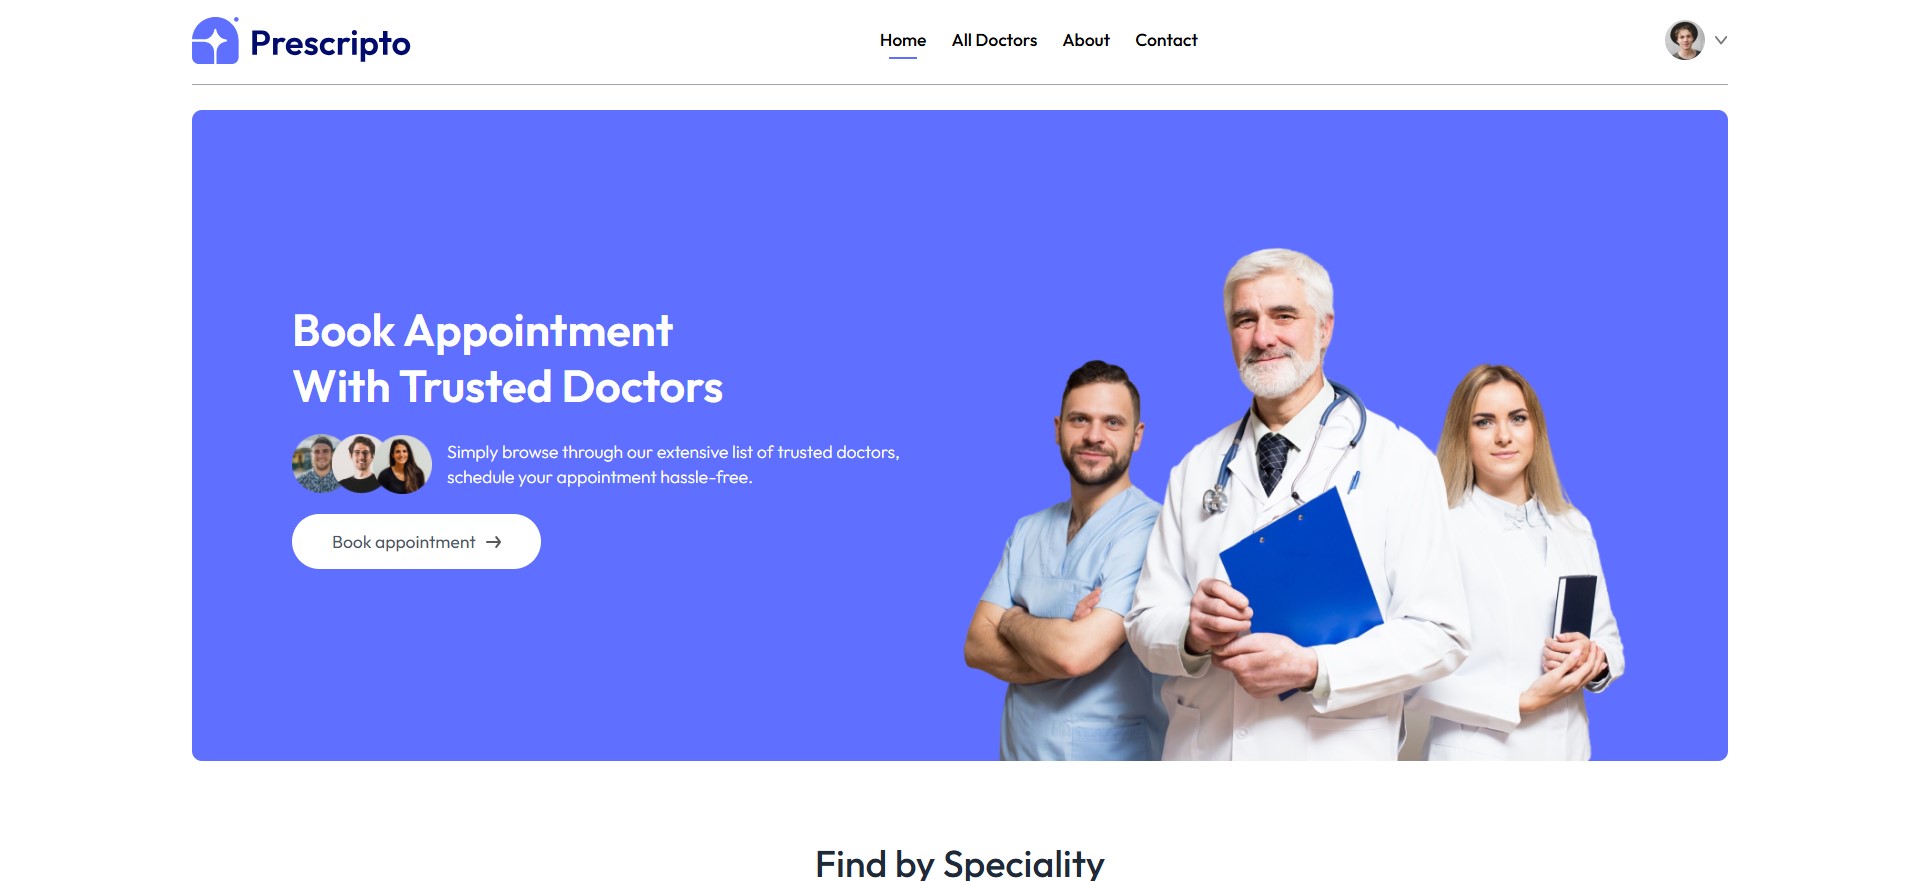 Prescripto
Home
All Doctors
About
Contact
Book Appointment
With Trusted Doctors
Simply browse through our extensive list of trusted doctors,
schedule your appointment hassle-free.
Book appointment
Find by Speciality